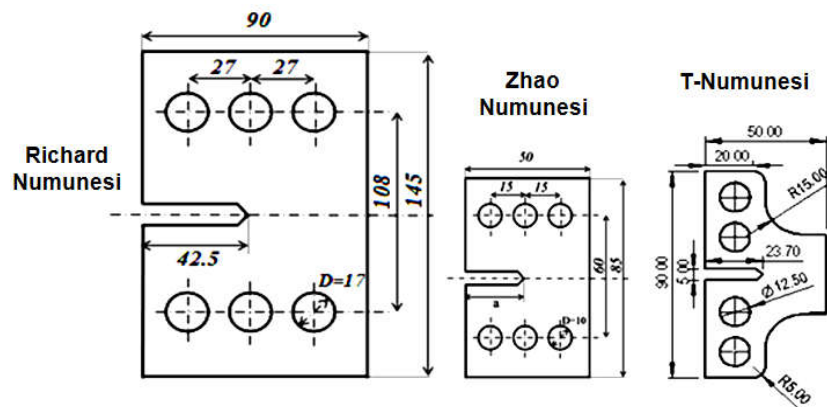 90
27 27
Richard
Numunesi
108
145
42.5
D=17
Zhao
Numunesi
50
15 15
60
85
a
D=10
T-Numunesi
50.00
20.00
R15.00
23.70
90.00
5.00
Ø12.50
R5.00